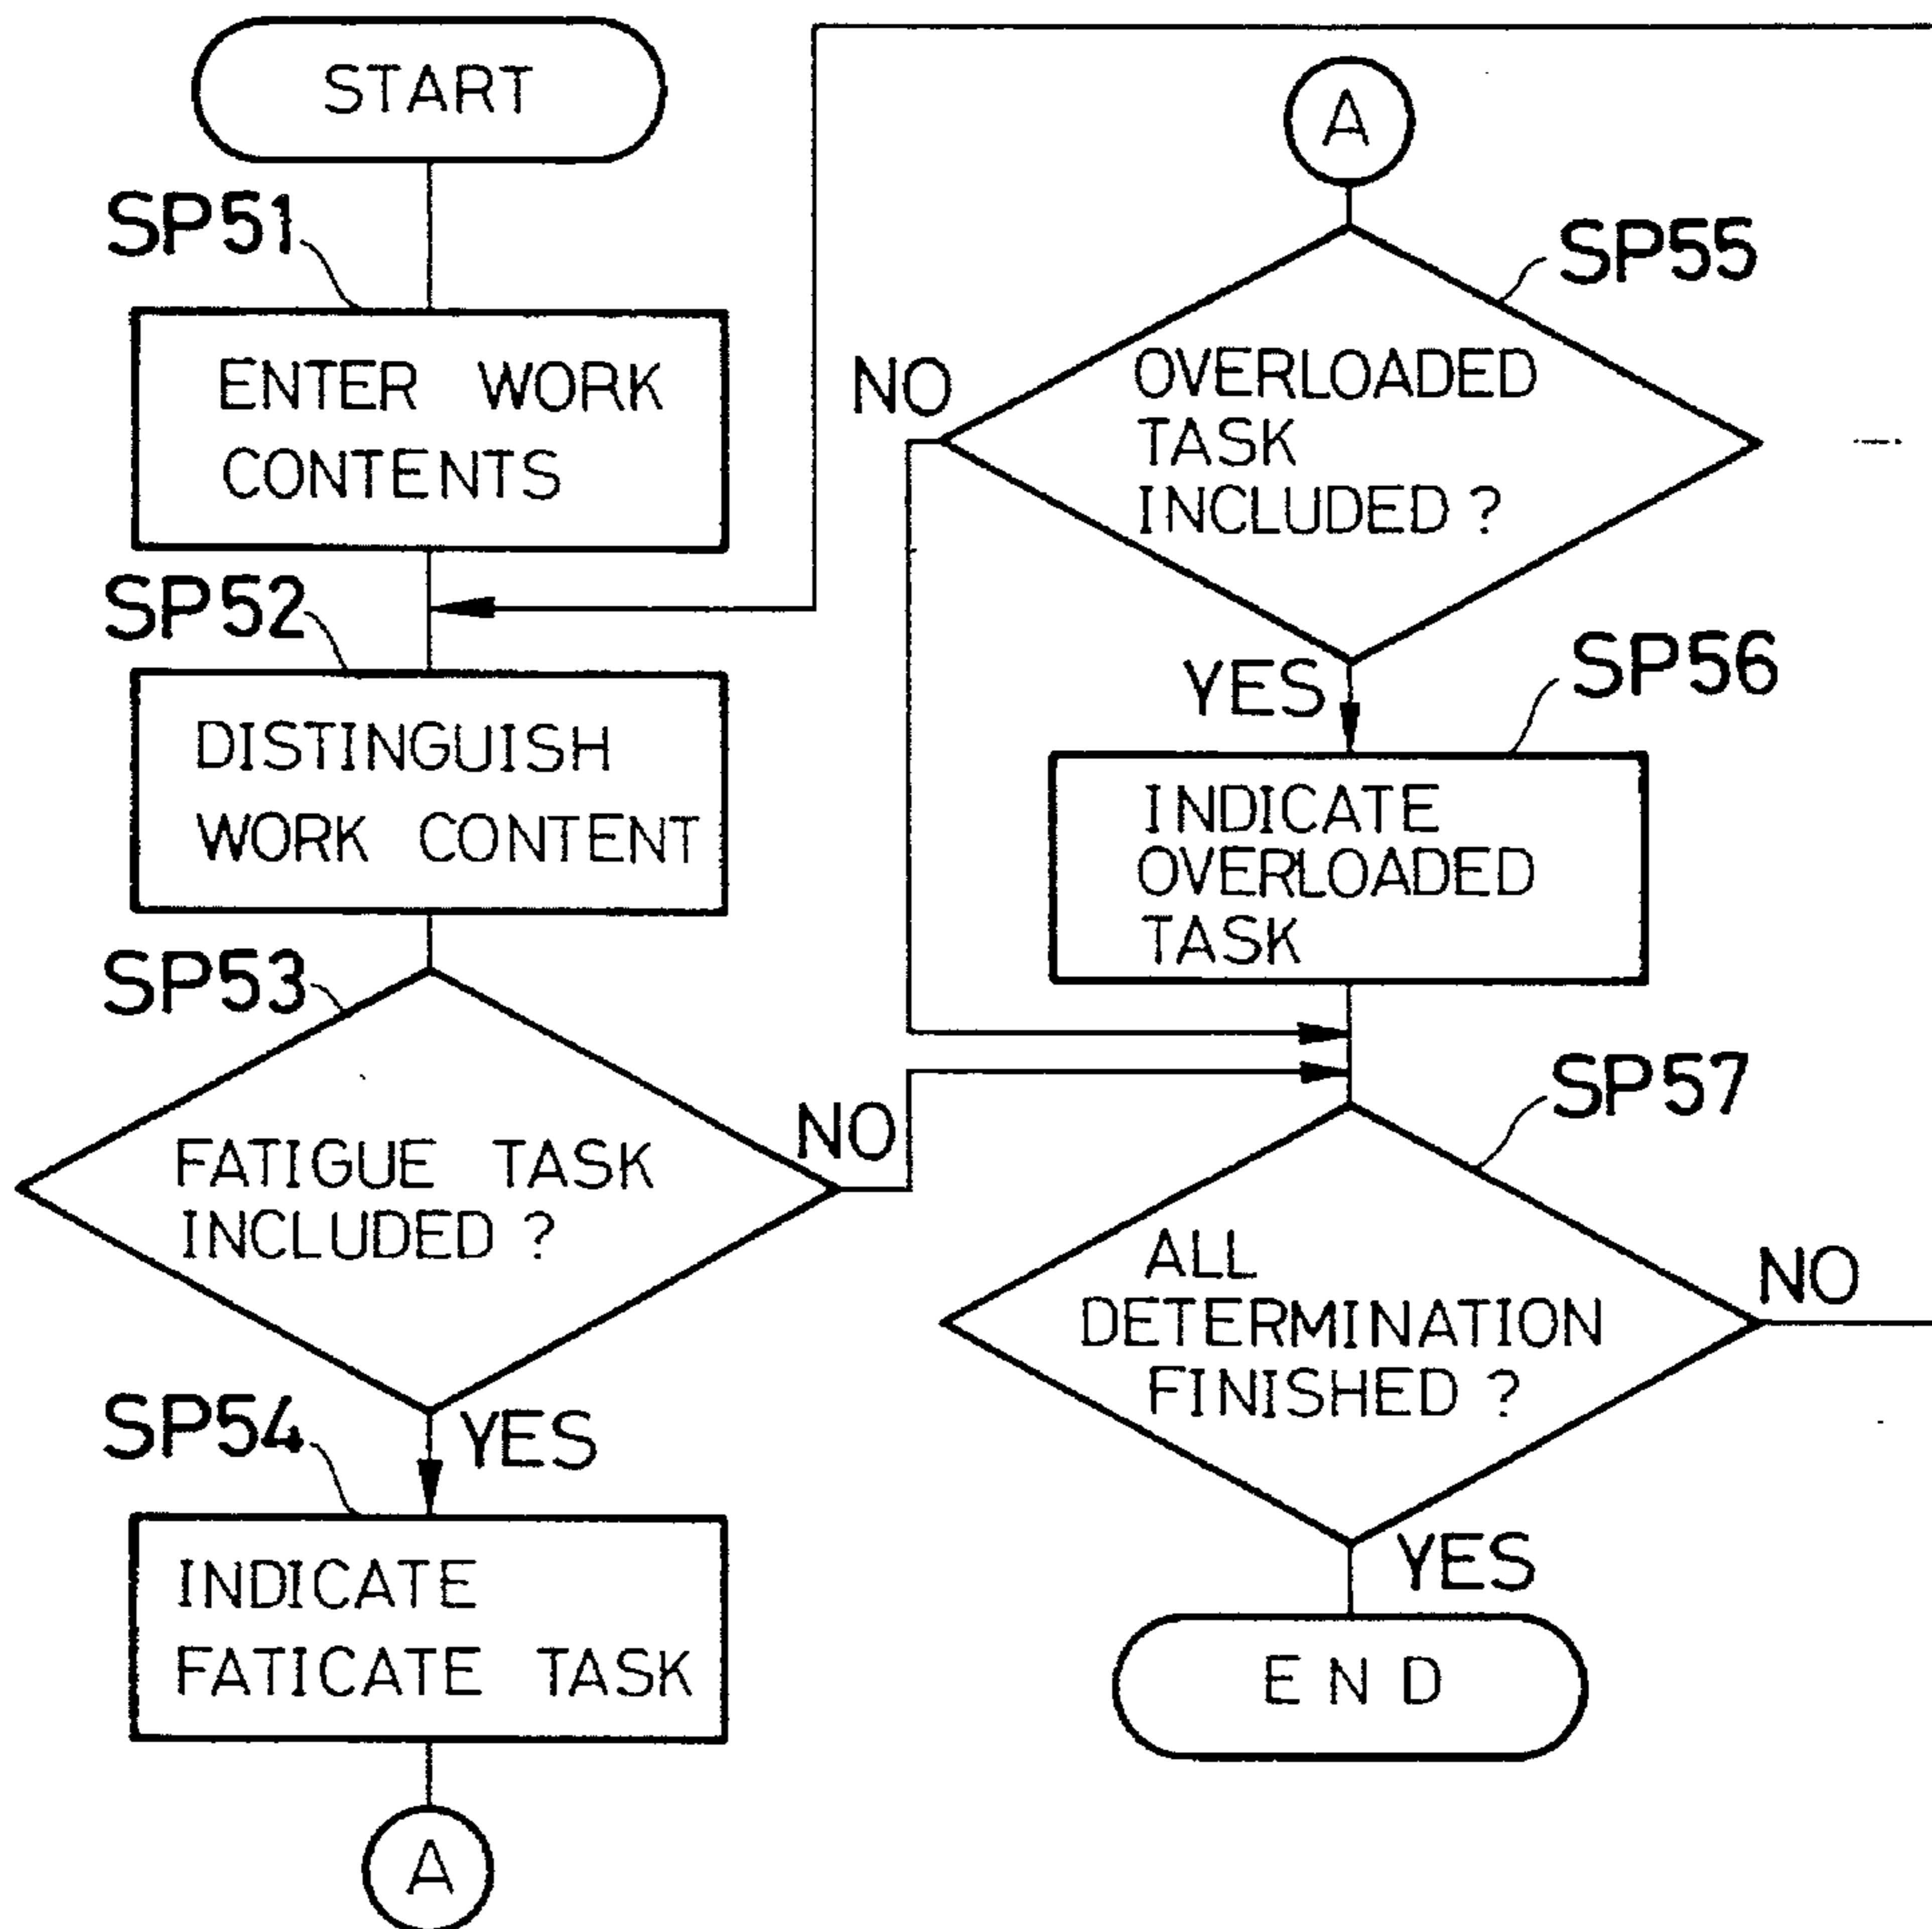 START
SP51
ENTER WORK
CONTENTS
SP52
DISTINGUISH
WORK CONTENT
SP53
FATIGUE TASK
INCLUDED ?
NO
SP54
YES
INDICATE
FATICATE TASK
A
A
SP55
NO
OVERLOADED
TASK
INCLUDED ?
YES
SP56
INDICATE
OVERLOADED
TASK
SP57
ALL
DETERMINATION
FINISHED ?
NO
YES
END